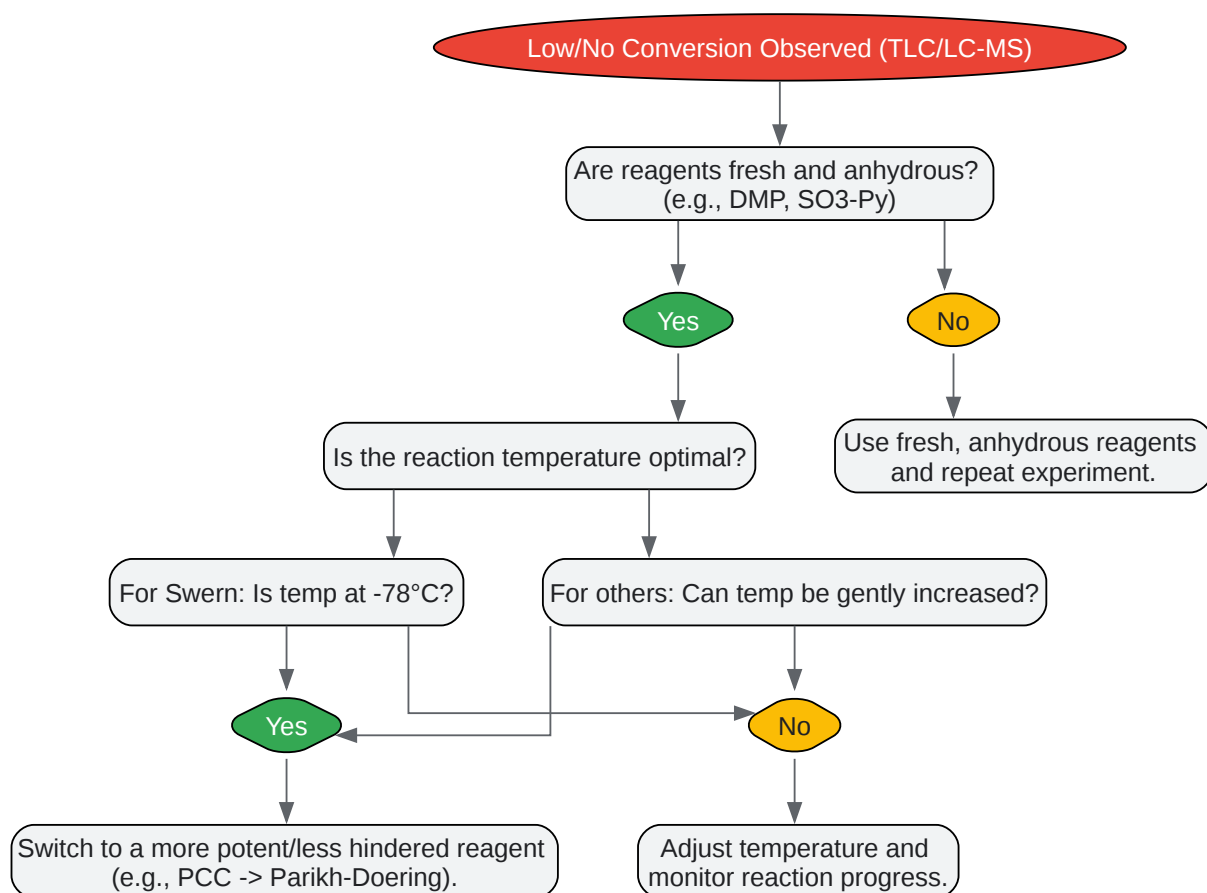 Low/No Conversion Observed (TLC/LC-MS)
Are reagents fresh and anhydrous?
(e.g., DMP, SO3-Py)
Yes
No
Is the reaction temperature optimal?
Use fresh, anhydrous reagents
and repeat experiment.
For Swern: Is temp at -78°C?
For others: Can temp be gently increased?
Yes
No
Switch to a more potent/less hindered reagent
(e.g., PCC -> Parikh-Doering).
Adjust temperature and
monitor reaction progress.